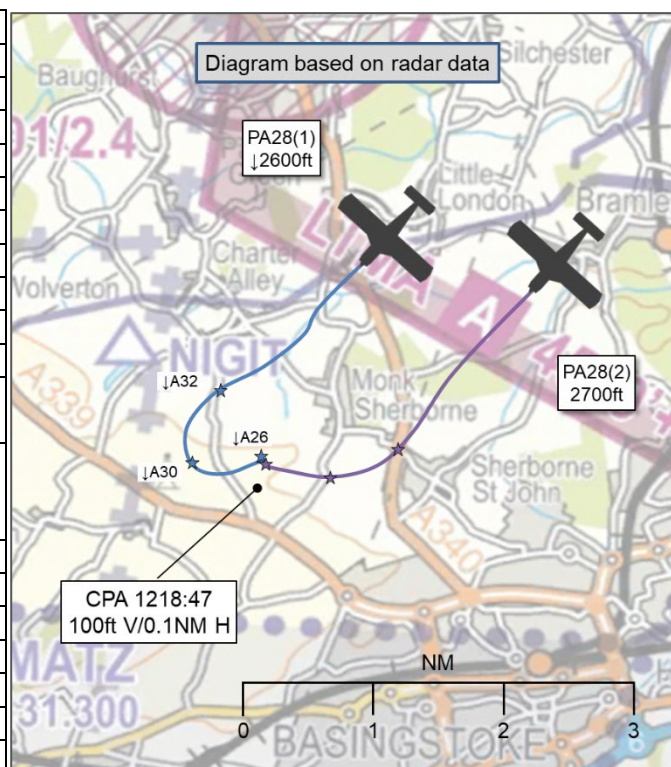 Diagram based on radar data
Silchester
Baughurst
PA28(1)
↓2600ft
01/2.4
Little
London
Bramle
LIMA
A
Charter
Alley
Wolverton
NIGIT
PA28(2)
2700ft
↓A32
Monk
Sherborne
A339
↓A26
↓A30
Sherborne
St John
A340
CPA 1218:47
100ft V/0.1NM H
MATZ
31.300
NM
0 1 2 3
BASINGSTOKE
6